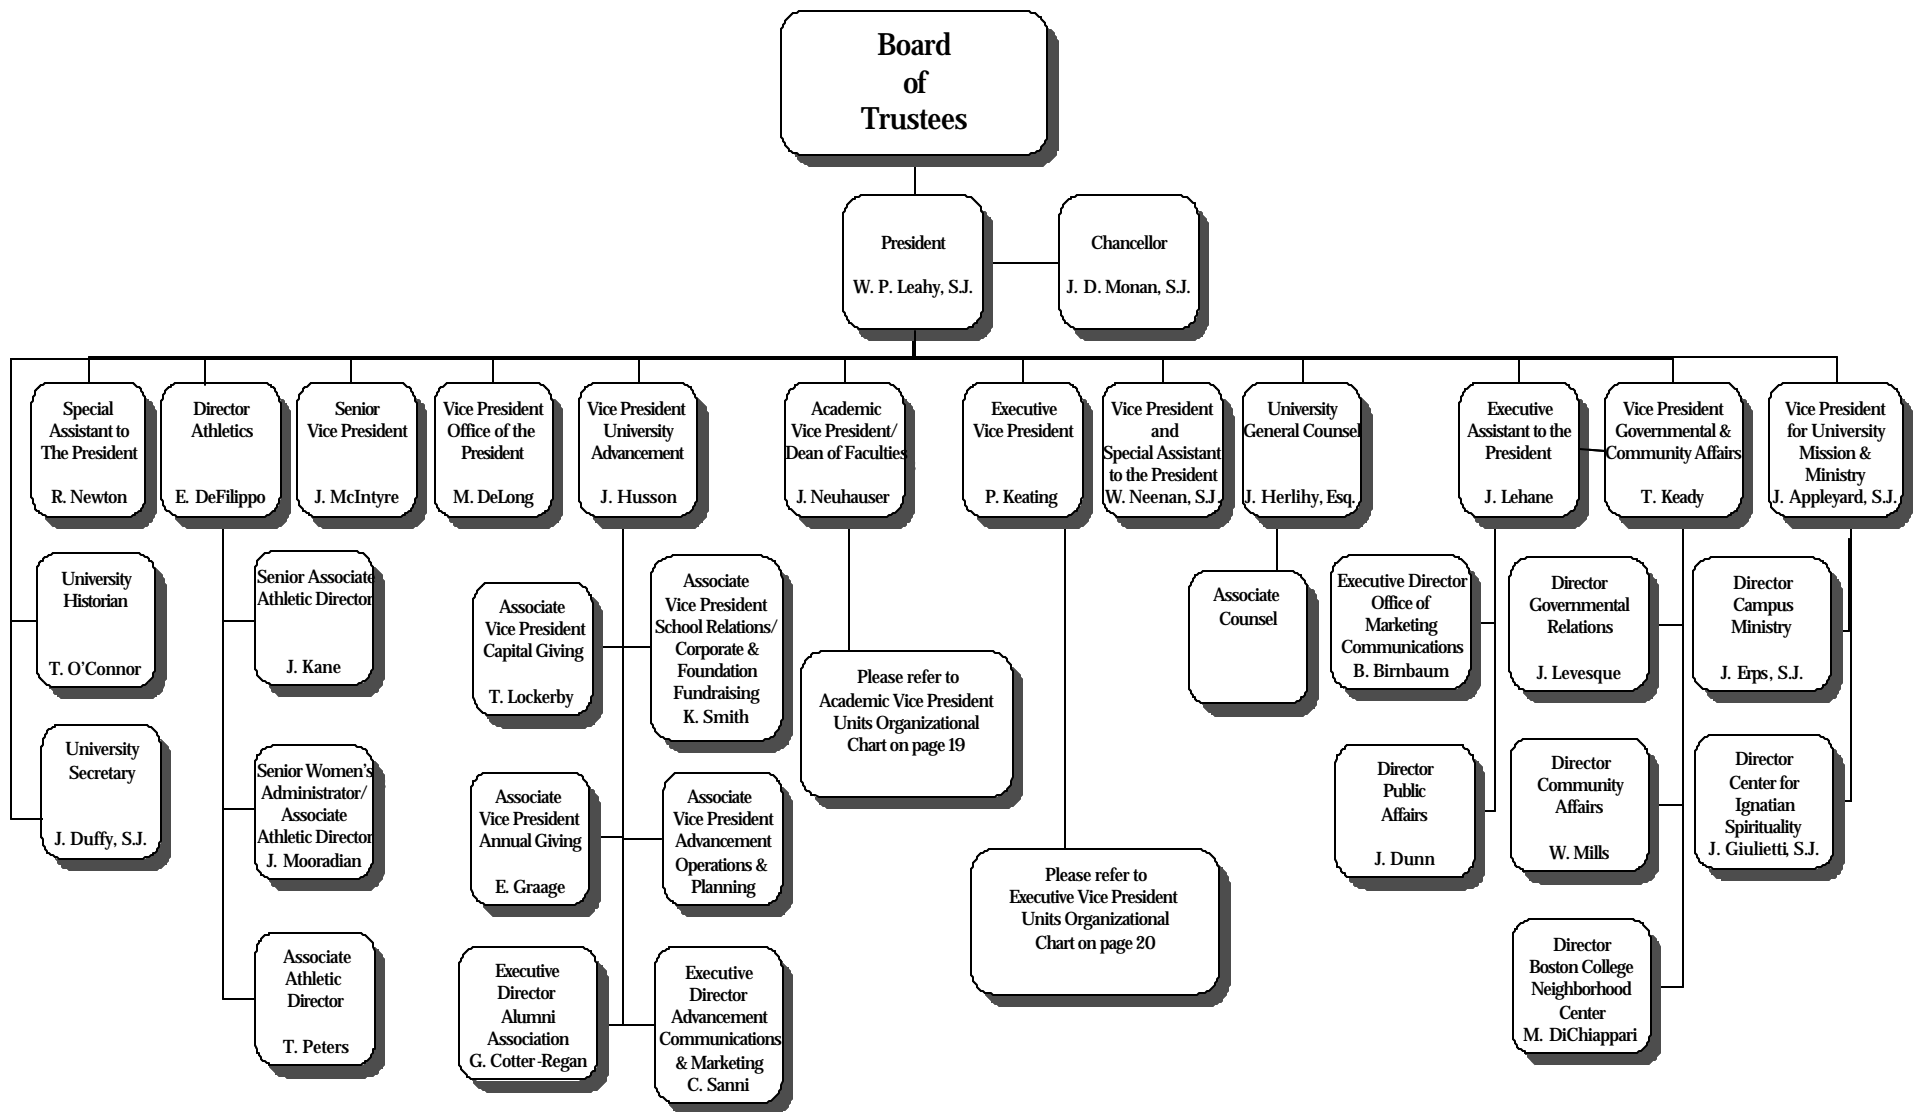 Board
of
Trustees
President
W. P. Leahy, S.J.
Chancellor
J. D. Monan, S.J.
Special
Assistant to
The President
R. Newton
Director
Athletics
E. DeFilippo
Senior
Vice President
J. McIntyre
Vice President
Office of the
President
M. DeLong
Vice President
University
Advancement
J. Husson
Academic
Vice President/
Dean of Faculties
J. Neuhauser
Executive
Vice President
P. Keating
Vice President
and
Special Assistant
to the President
W. Neenan, S.J.
University
General Counsel
J. Herlihy, Esq.
Executive
Assistant to the
President
J. Lehane
Vice President
Governmental &
Community Affairs
T. Keady
Vice President
for University
Mission &
Ministry
J. Appleyard, S.J.
University
Historian
T. O'Connor
Senior Associate
Athletic Director
J. Kane
Associate
Vice President
Capital Giving
T. Lockerby
Associate
Vice President
School Relations/
Corporate &
Foundation
Fundraising
K. Smith
Please refer to
Academic Vice President
Units Organizational
Chart on page 19
Associate
Counsel
Executive Director
Office of
Marketing
Communications
B. Birnbaum
Director
Governmental
Relations
J. Levesque
Director
Campus
Ministry
J. Erps, S.J.
University
Secretary
J. Duffy, S.J.
Senior Women's
Administrator/
Associate
Athletic Director
J. Mooradian
Associate
Vice President
Annual Giving
E. Graage
Associate
Vice President
Advancement
Operations &
Planning
Please refer to
Executive Vice President
Units Organizational
Chart on page 20
Director
Public
Affairs
J. Dunn
Director
Community
Affairs
W. Mills
Director
Center for
Ignatian
Spirituality
J. Giulietti, S.J.
Associate
Athletic
Director
T. Peters
Executive
Director
Alumni
Association
G. Cotter-Regan
Executive
Director
Advancement
Communications
& Marketing
C. Sanni
Director
Boston College
Neighborhood
Center
M. DiChiappari